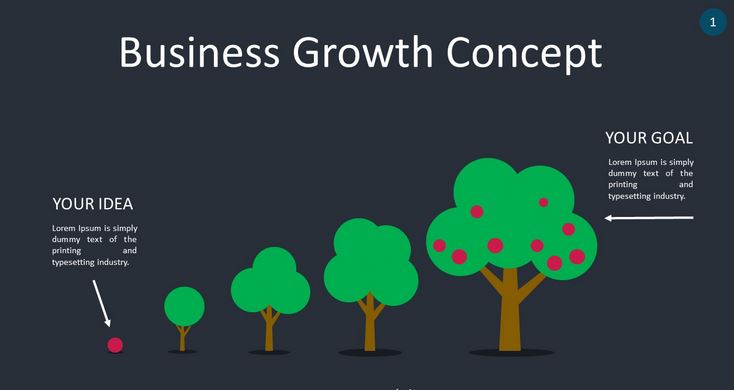 1
Business Growth Concept
YOUR GOAL
Lorem Ipsum is simply
dummy text of the
printing and
typesetting industry.
YOUR IDEA
Lorem Ipsum is simply
dummy text of the
printing and
typesetting industry.